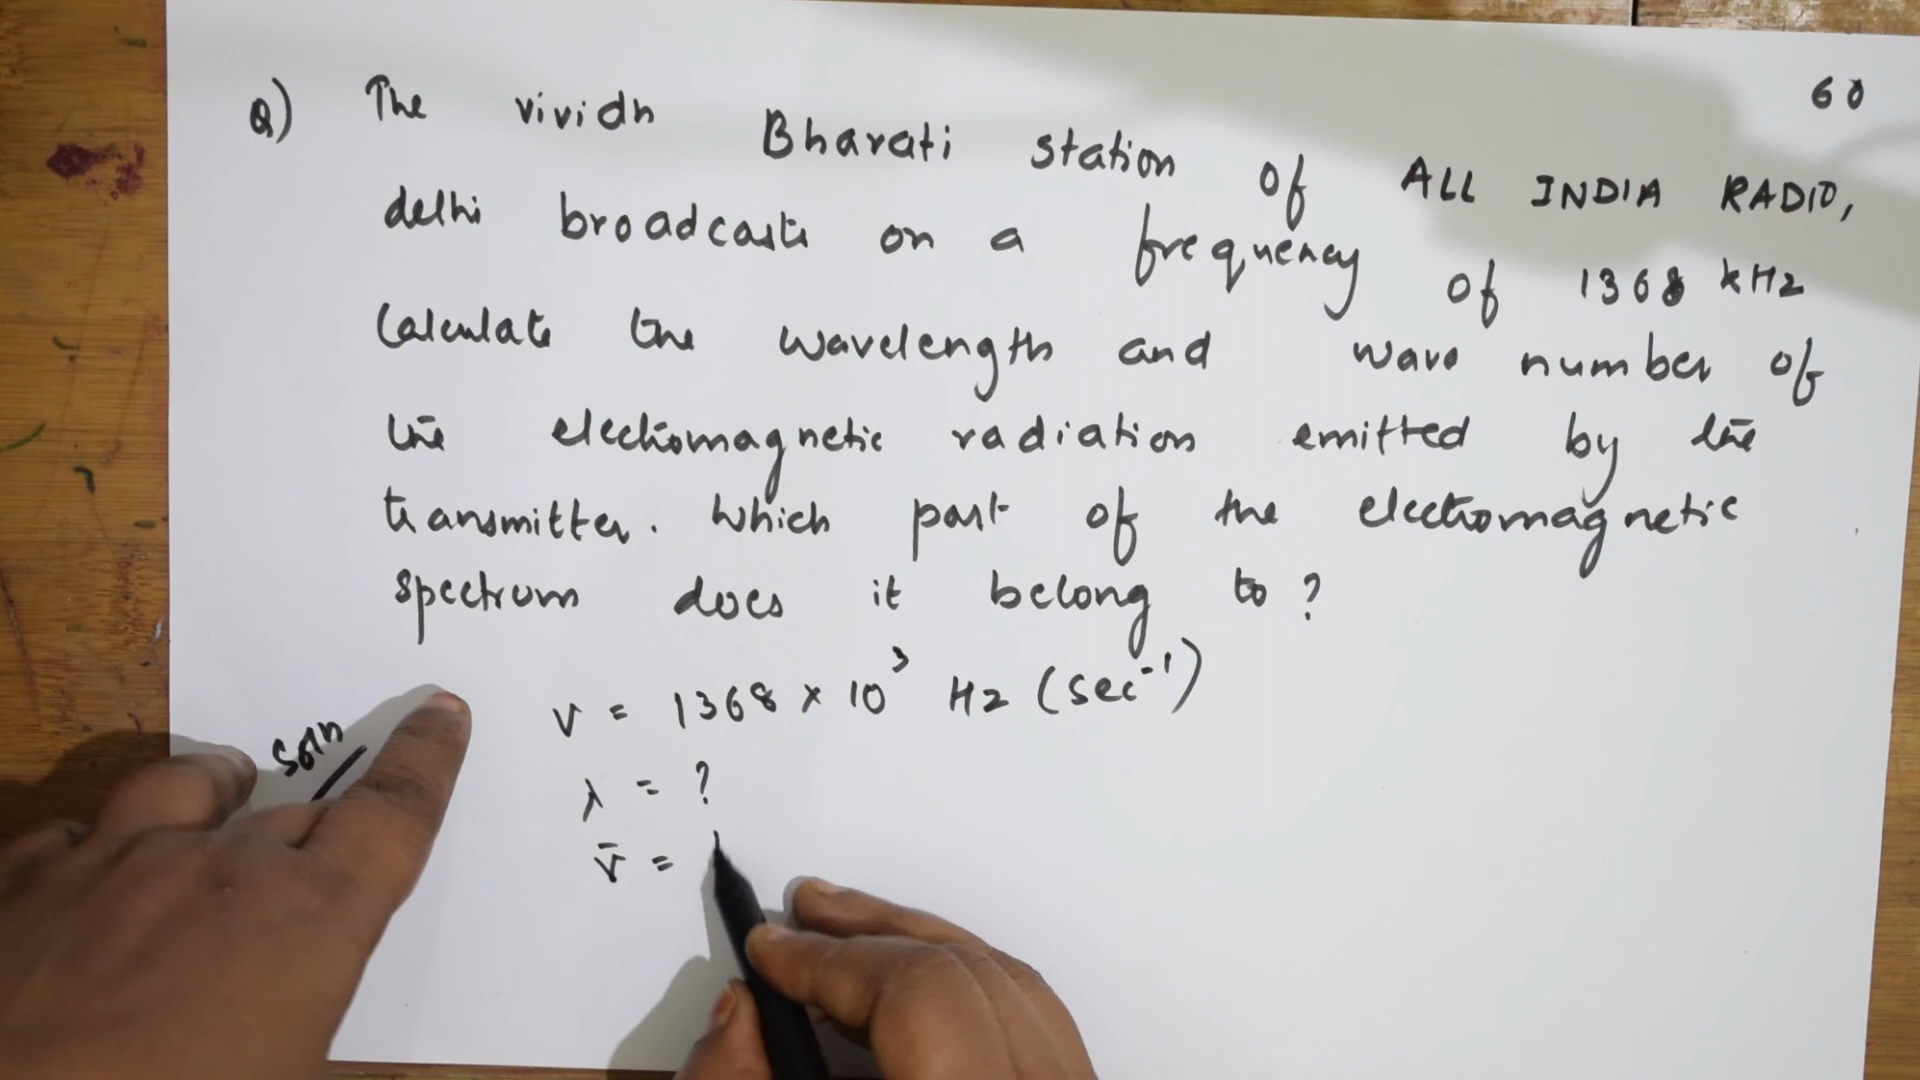 60
Q) The vividh Bharati station of ALL INDIA RADIO,
delhi broadcasts on a frequency of 1368 kHz
Calculate the wavelength and wave number of
the electromagnetic radiation emitted by the
transmitter. Which part of the electromagnetic
spectrum does it belong to?
Soln ν = 1368 × 10³ Hz (sec⁻¹)
λ = ?
ν̄ =